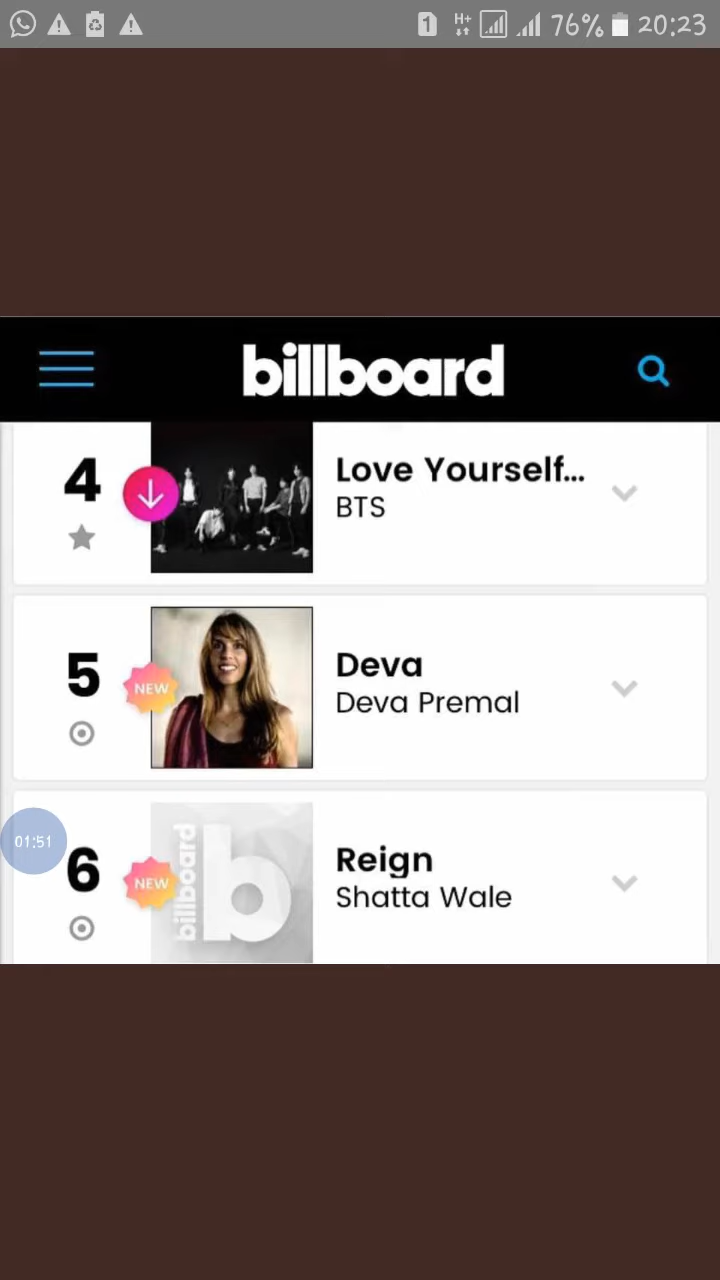 1 H+ 76% 20:23
billboard
4
Love Yourself...
BTS
5
NEW
Deva
Deva Premal
01:51
6
NEW
billboard
b
Reign
Shatta Wale